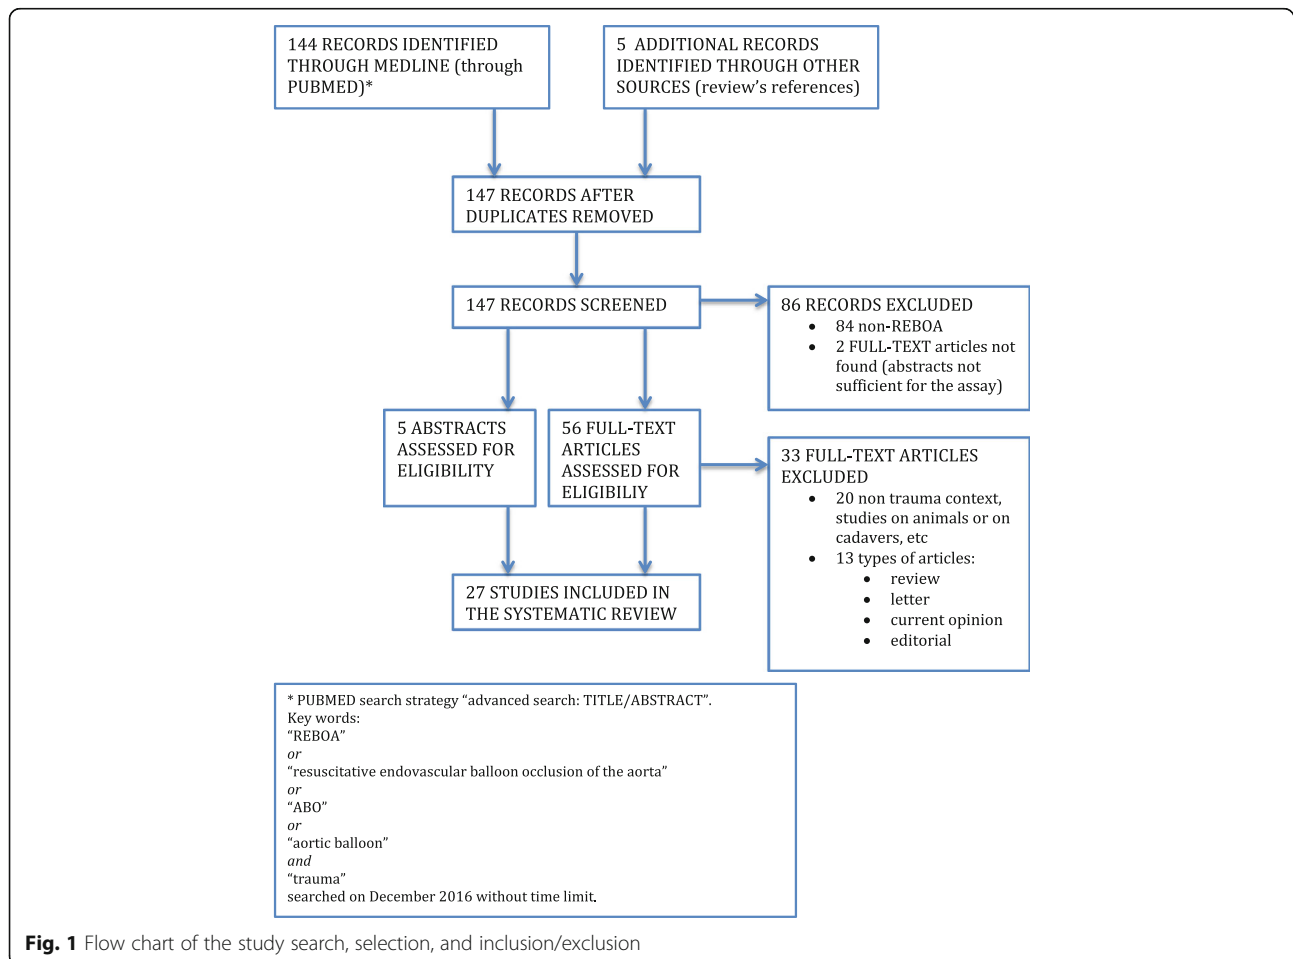 144 RECORDS IDENTIFIED
THROUGH MEDLINE (through
PUBMED)*
5 ADDITIONAL RECORDS
IDENTIFIED THROUGH OTHER
SOURCES (review's references)
147 RECORDS AFTER
DUPLICATES REMOVED
147 RECORDS SCREENED
86 RECORDS EXCLUDED
• 84 non-REBOA
• 2 FULL-TEXT articles not
found (abstracts not
sufficient for the assay)
5 ABSTRACTS
ASSESSED FOR
ELIGIBILITY
56 FULL-TEXT
ARTICLES
ASSESSED FOR
ELIGIBILIY
33 FULL-TEXT ARTICLES
EXCLUDED
• 20 non trauma context,
studies on animals or on
cadavers, etc
• 13 types of articles:
• review
• letter
• current opinion
• editorial
27 STUDIES INCLUDED IN
THE SYSTEMATIC REVIEW
* PUBMED search strategy “advanced search: TITLE/ABSTRACT”.
Key words:
“REBOA”
or
“resuscitative endovascular balloon occlusion of the aorta”
or
“ABO”
or
“aortic balloon”
and
“trauma”
searched on December 2016 without time limit.
Fig. 1 Flow chart of the study search, selection, and inclusion/exclusion